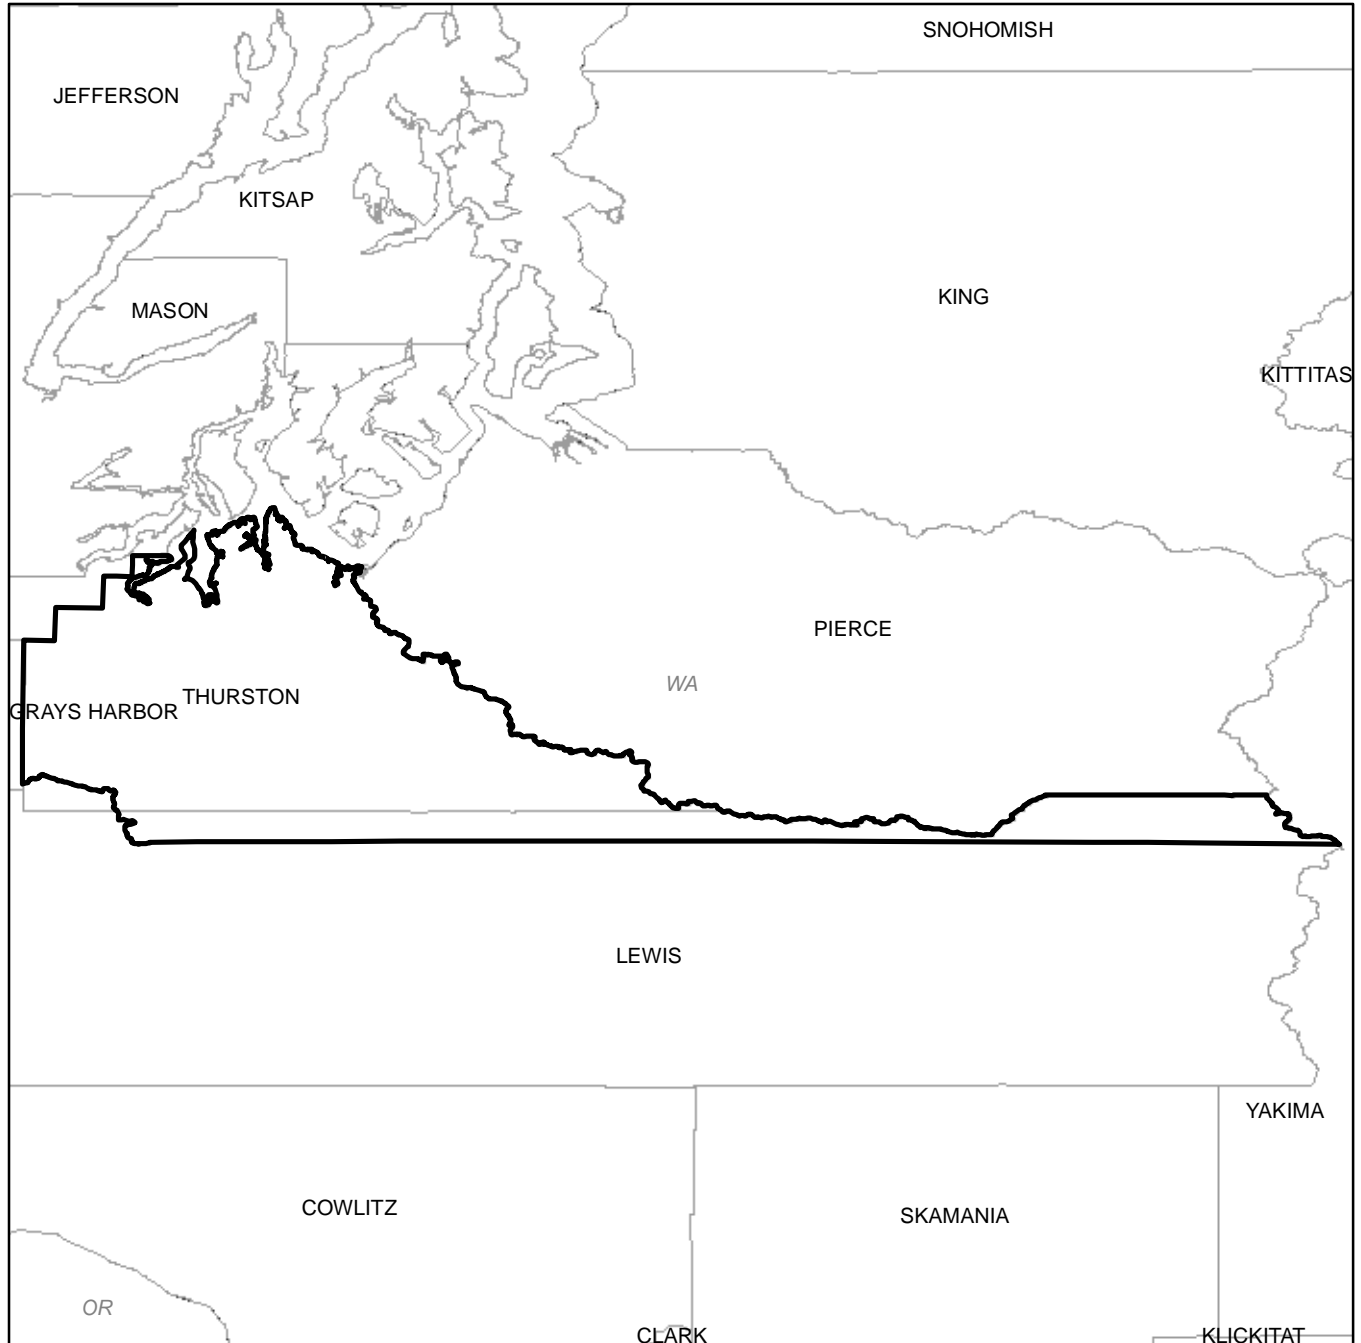 SNOHOMISH
JEFFERSON
KITSAP
KING
MASON
KITTITAS
PIERCE
WA
THURSTON
GRAYS HARBOR
LEWIS
YAKIMA
COWLITZ
SKAMANIA
OR
CLARK
KLICKITAT